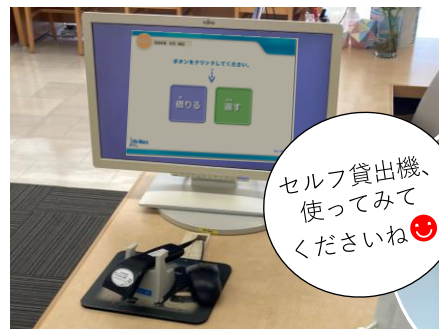 FUJITSU
ボタンをクリックしてください。
借りる
返す
セルフ貸出機、
使ってみて
くださいね